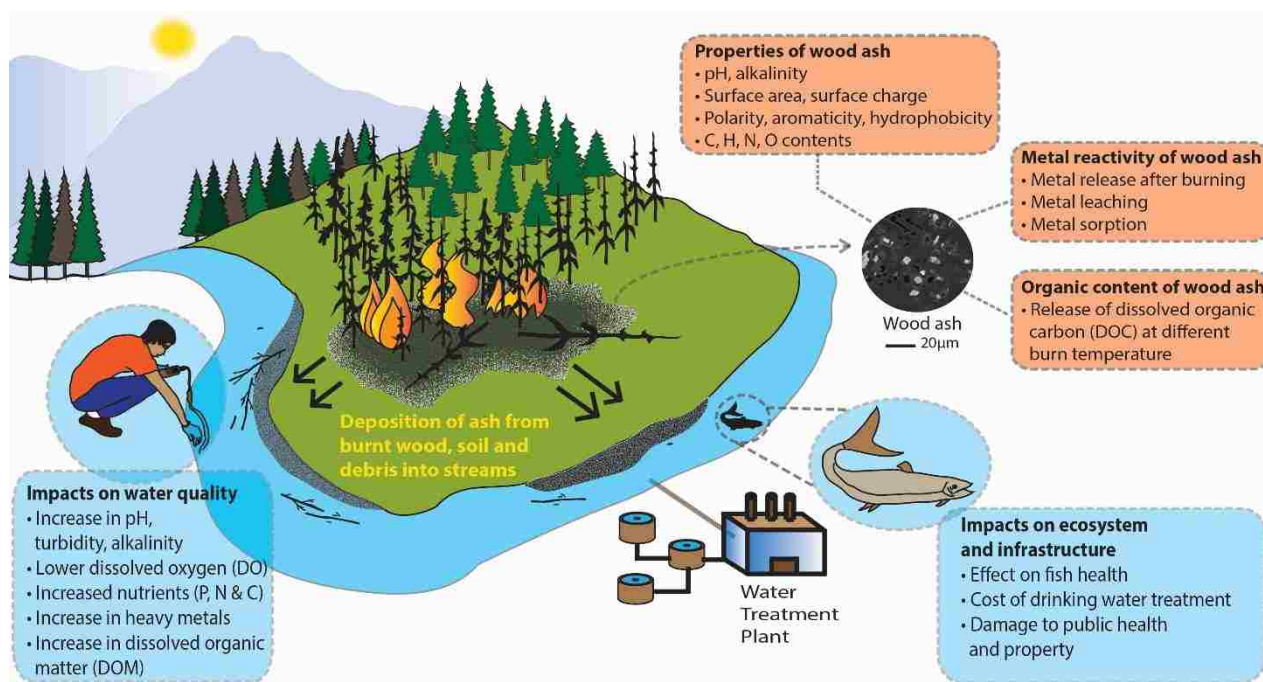 Properties of wood ash
• pH, alkalinity
• Surface area, surface charge
• Polarity, aromaticity, hydrophobicity
• C, H, N, O contents
Metal reactivity of wood ash
• Metal release after burning
• Metal leaching
• Metal sorption
Organic content of wood ash
• Release of dissolved organic
carbon (DOC) at different
burn temperature
Wood ash
20μm
Deposition of ash from
burnt wood, soil and
debris into streams
Impacts on water quality
• Increase in pH,
turbidity, alkalinity
• Lower dissolved oxygen (DO)
• Increased nutrients (P, N & C)
• Increase in heavy metals
• Increase in dissolved organic
matter (DOM)
Water
Treatment
Plant
Impacts on ecosystem
and infrastructure
• Effect on fish health
• Cost of drinking water treatment
• Damage to public health
and property